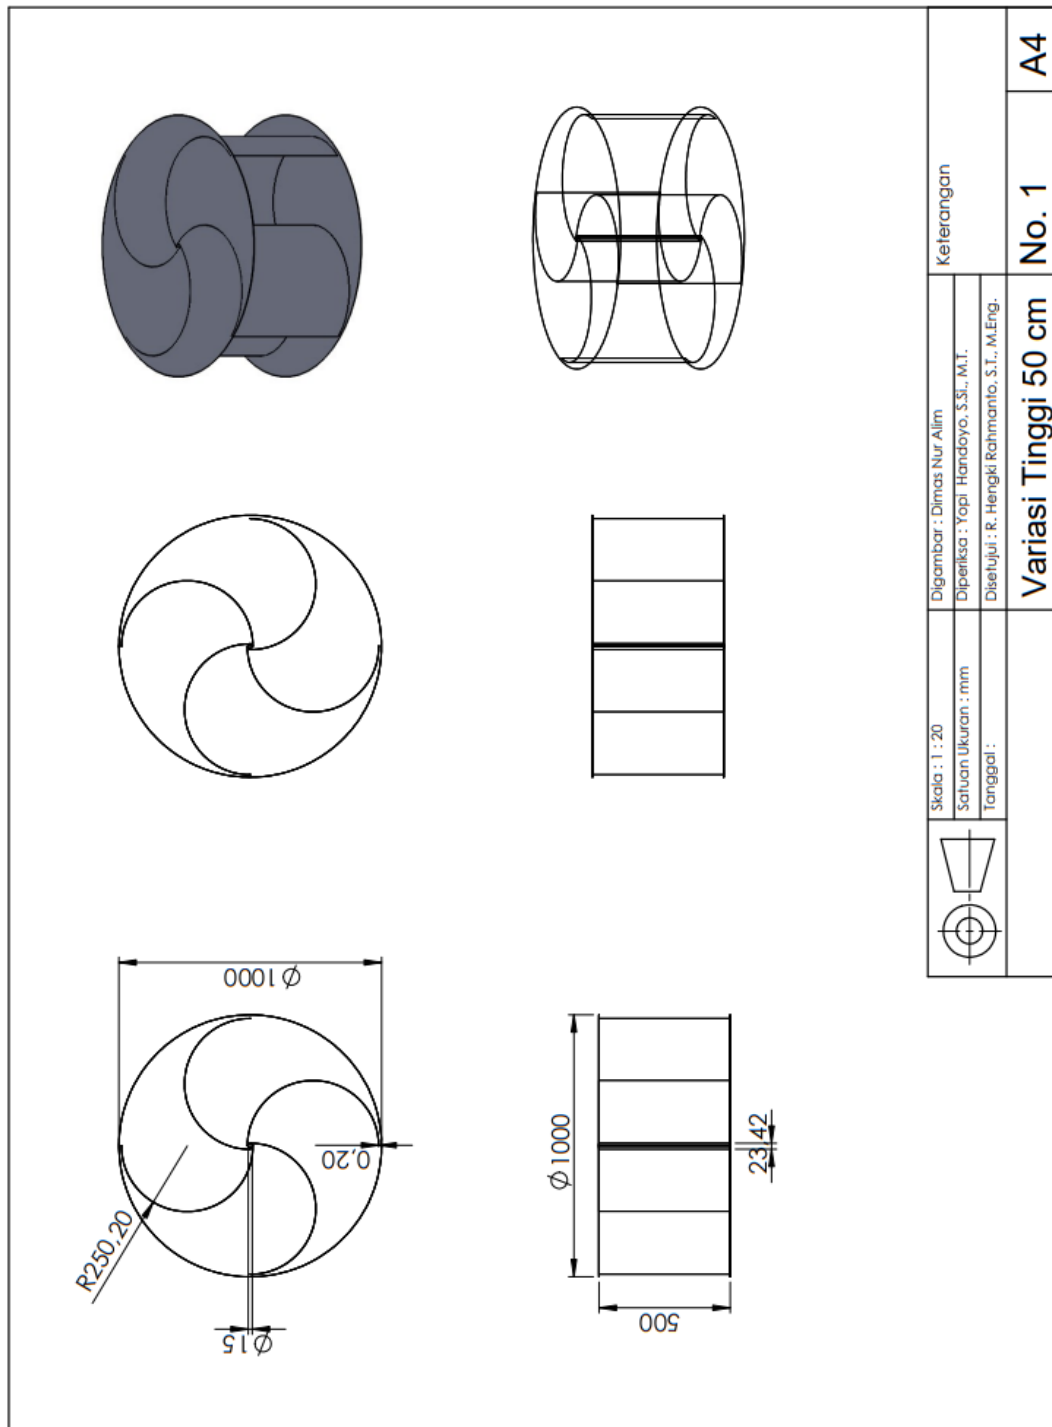 Ø1000
R250,20
0,20
Ø15
Ø1000
23,42
500
Skala : 1 : 20
Satuan Ukuran : mm
Tanggal :
Digambar : Dimas Nur Alim
Diperiksa : Yopi Handoyo, S.Si., M.T.
Disetujui : R. Hengki Rahmanto, S.T., M.Eng.
Keterangan
Variasi Tinggi 50 cm
No. 1
A4